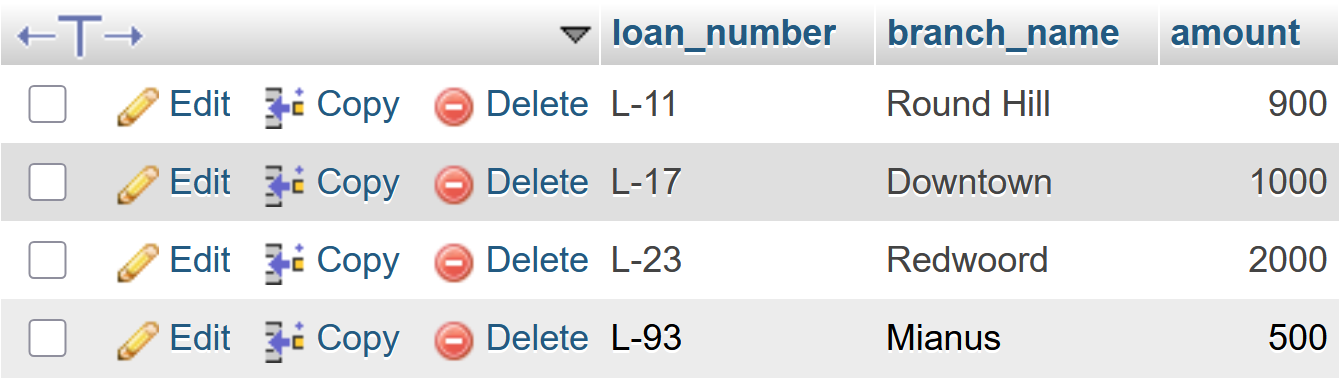 loan_number branch_name amount
Edit Copy Delete L-11 Round Hill 900
Edit Copy Delete L-17 Downtown 1000
Edit Copy Delete L-23 Redwoord 2000
Edit Copy Delete L-93 Mianus 500